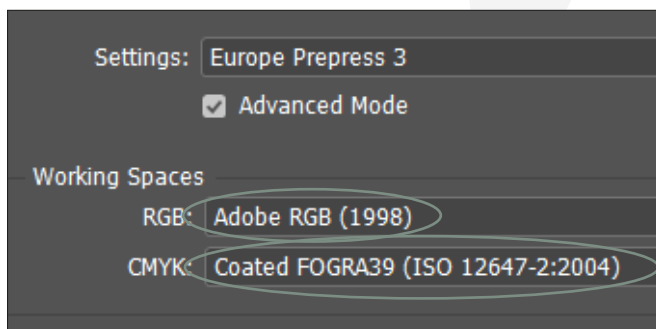 Settings: Europe Prepress 3
Advanced Mode
Working Spaces
RGB: Adobe RGB (1998)
CMYK: Coated FOGRA39 (ISO 12647-2:2004)